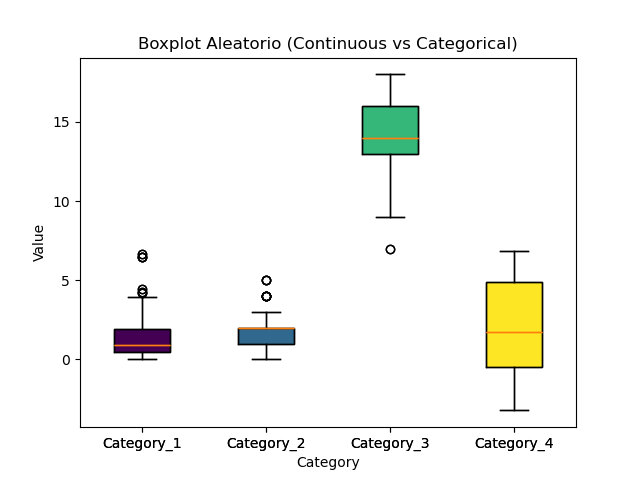 Boxplot Aleatorio (Continuous vs Categorical)
Value
15
10
5
0
Category_1 Category_2 Category_3 Category_4
Category